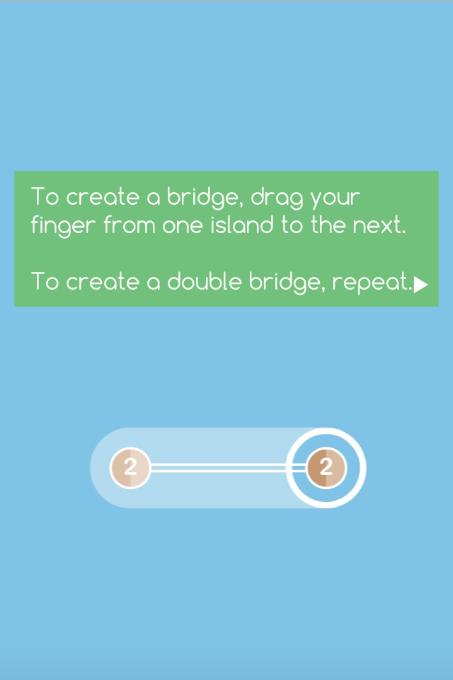 To create a bridge, drag your
finger from one island to the next.
To create a double bridge, repeat.
2 2